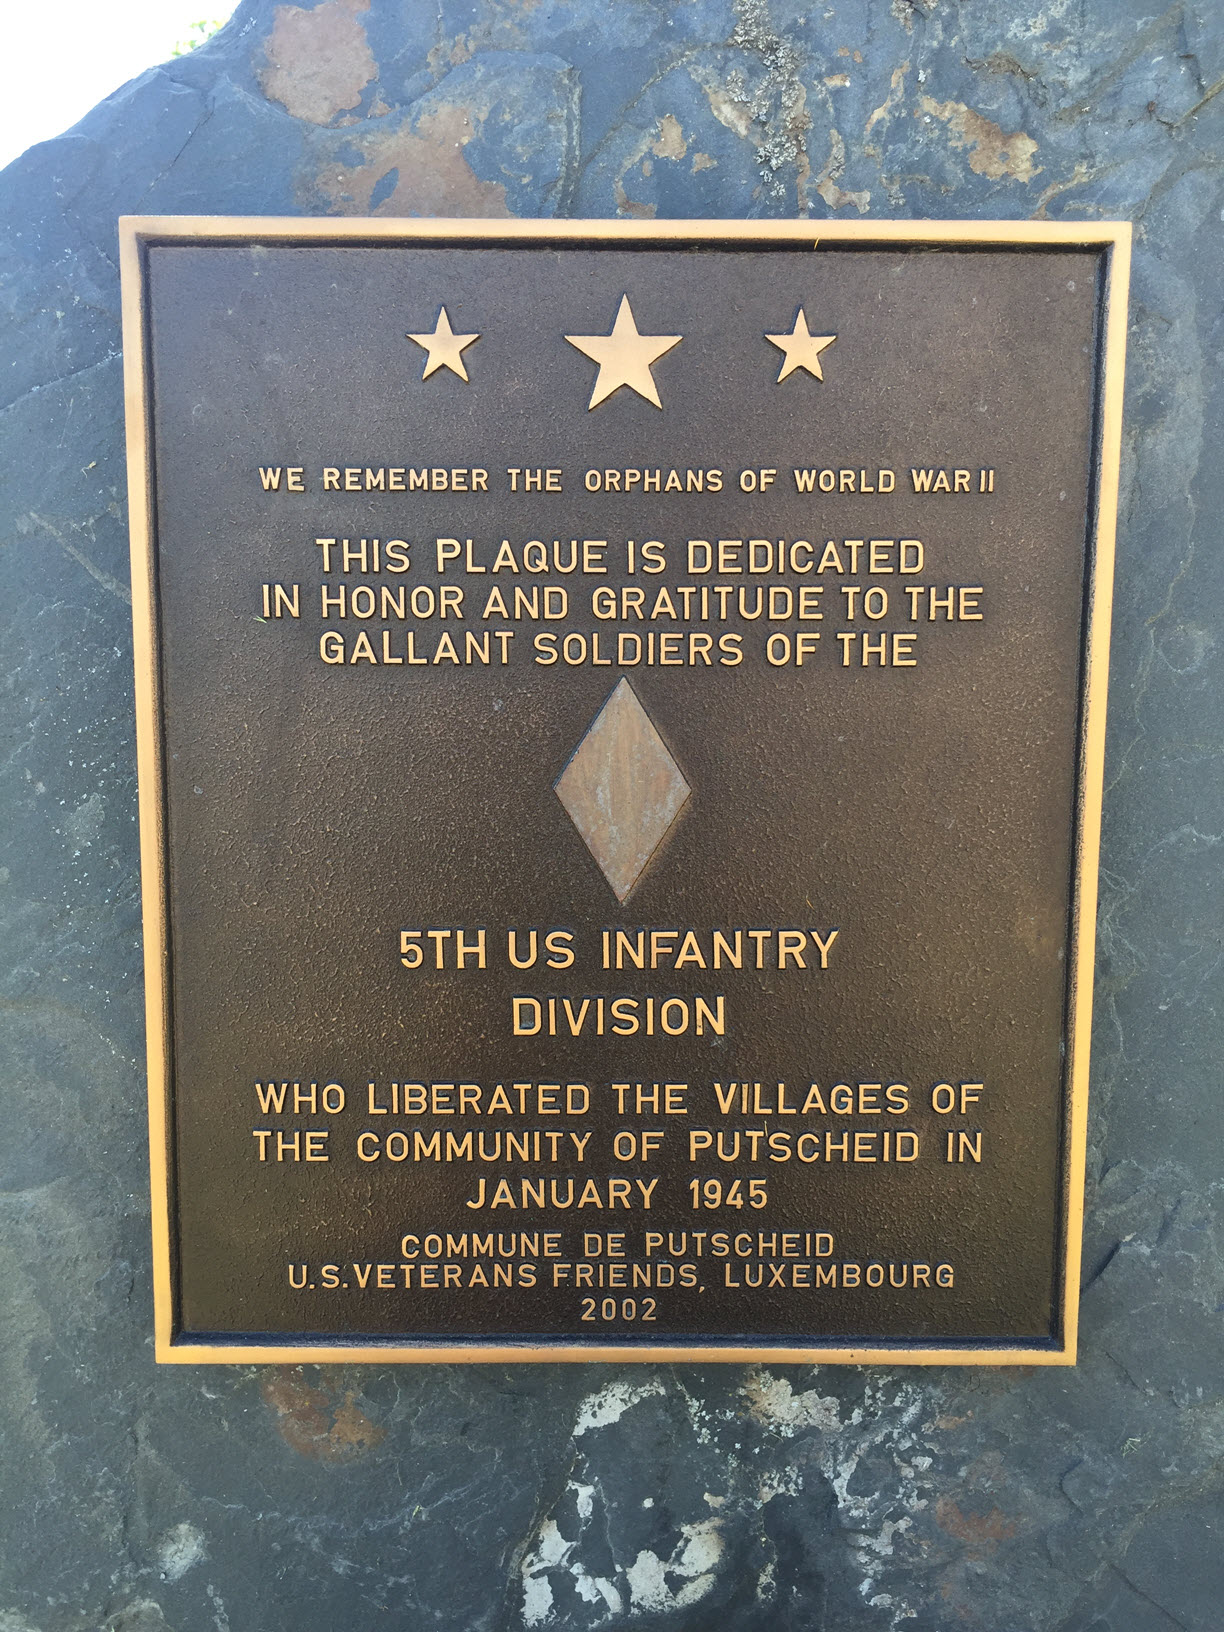 WE REMEMBER THE ORPHANS OF WORLD WAR II
THIS PLAQUE IS DEDICATED
IN HONOR AND GRATITUDE TO THE
GALLANT SOLDIERS OF THE
5TH US INFANTRY
DIVISION
WHO LIBERATED THE VILLAGES OF
THE COMMUNITY OF PUTSCHEID IN
JANUARY 1945
COMMUNE DE PUTSCHEID
U.S.VETERANS FRIENDS, LUXEMBOURG
2002